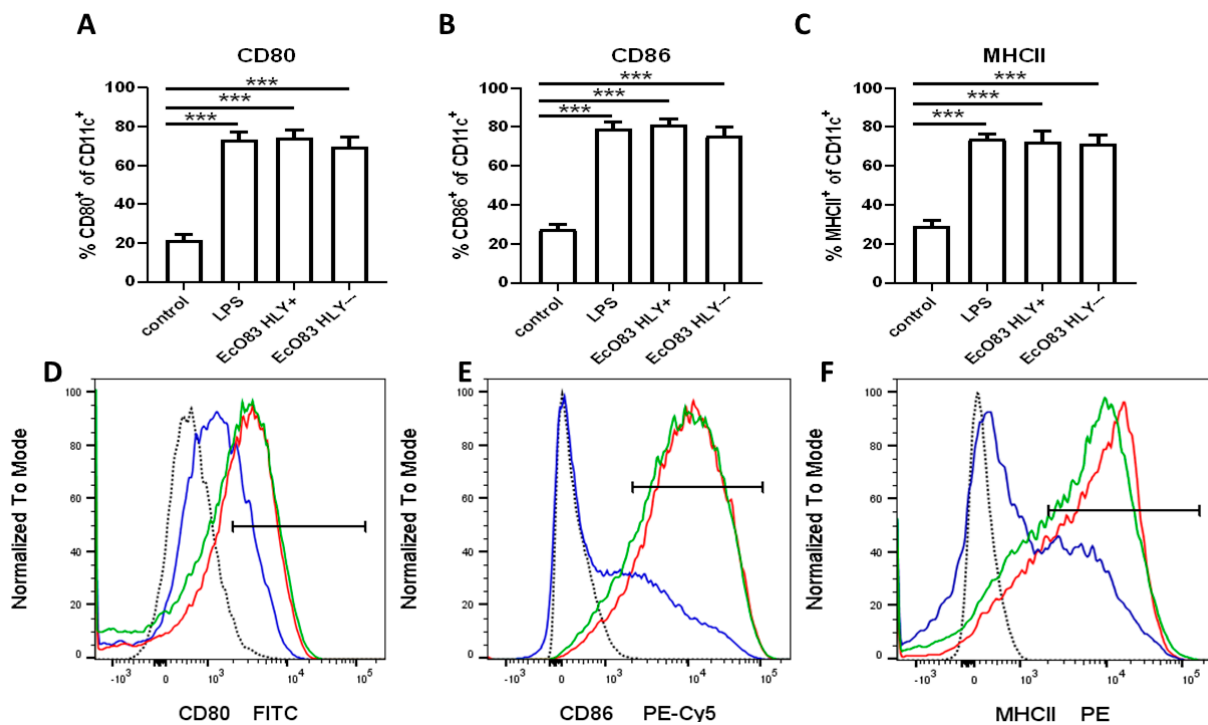 A
CD80
% CD80+ of CD11c+
100
80
60
40
20
0
***
***
***
control
LPS
EcO83 HLY+
EcO83 HLY–
B
CD86
% CD86+ of CD11c+
100
80
60
40
20
0
***
***
***
control
LPS
EcO83 HLY+
EcO83 HLY–
C
MHCII
% MHCII+ of CD11c+
100
80
60
40
20
0
***
***
***
control
LPS
EcO83 HLY+
EcO83 HLY–
D
Normalized To Mode
100
80
60
40
20
0
-10³ 0 10³ 10⁴ 10⁵
CD80 FITC
E
Normalized To Mode
100
80
60
40
20
0
-10³ 0 10³ 10⁴ 10⁵
CD86 PE-Cy5
F
Normalized To Mode
100
80
60
40
20
0
-10³ 0 10³ 10⁴ 10⁵
MHCII PE